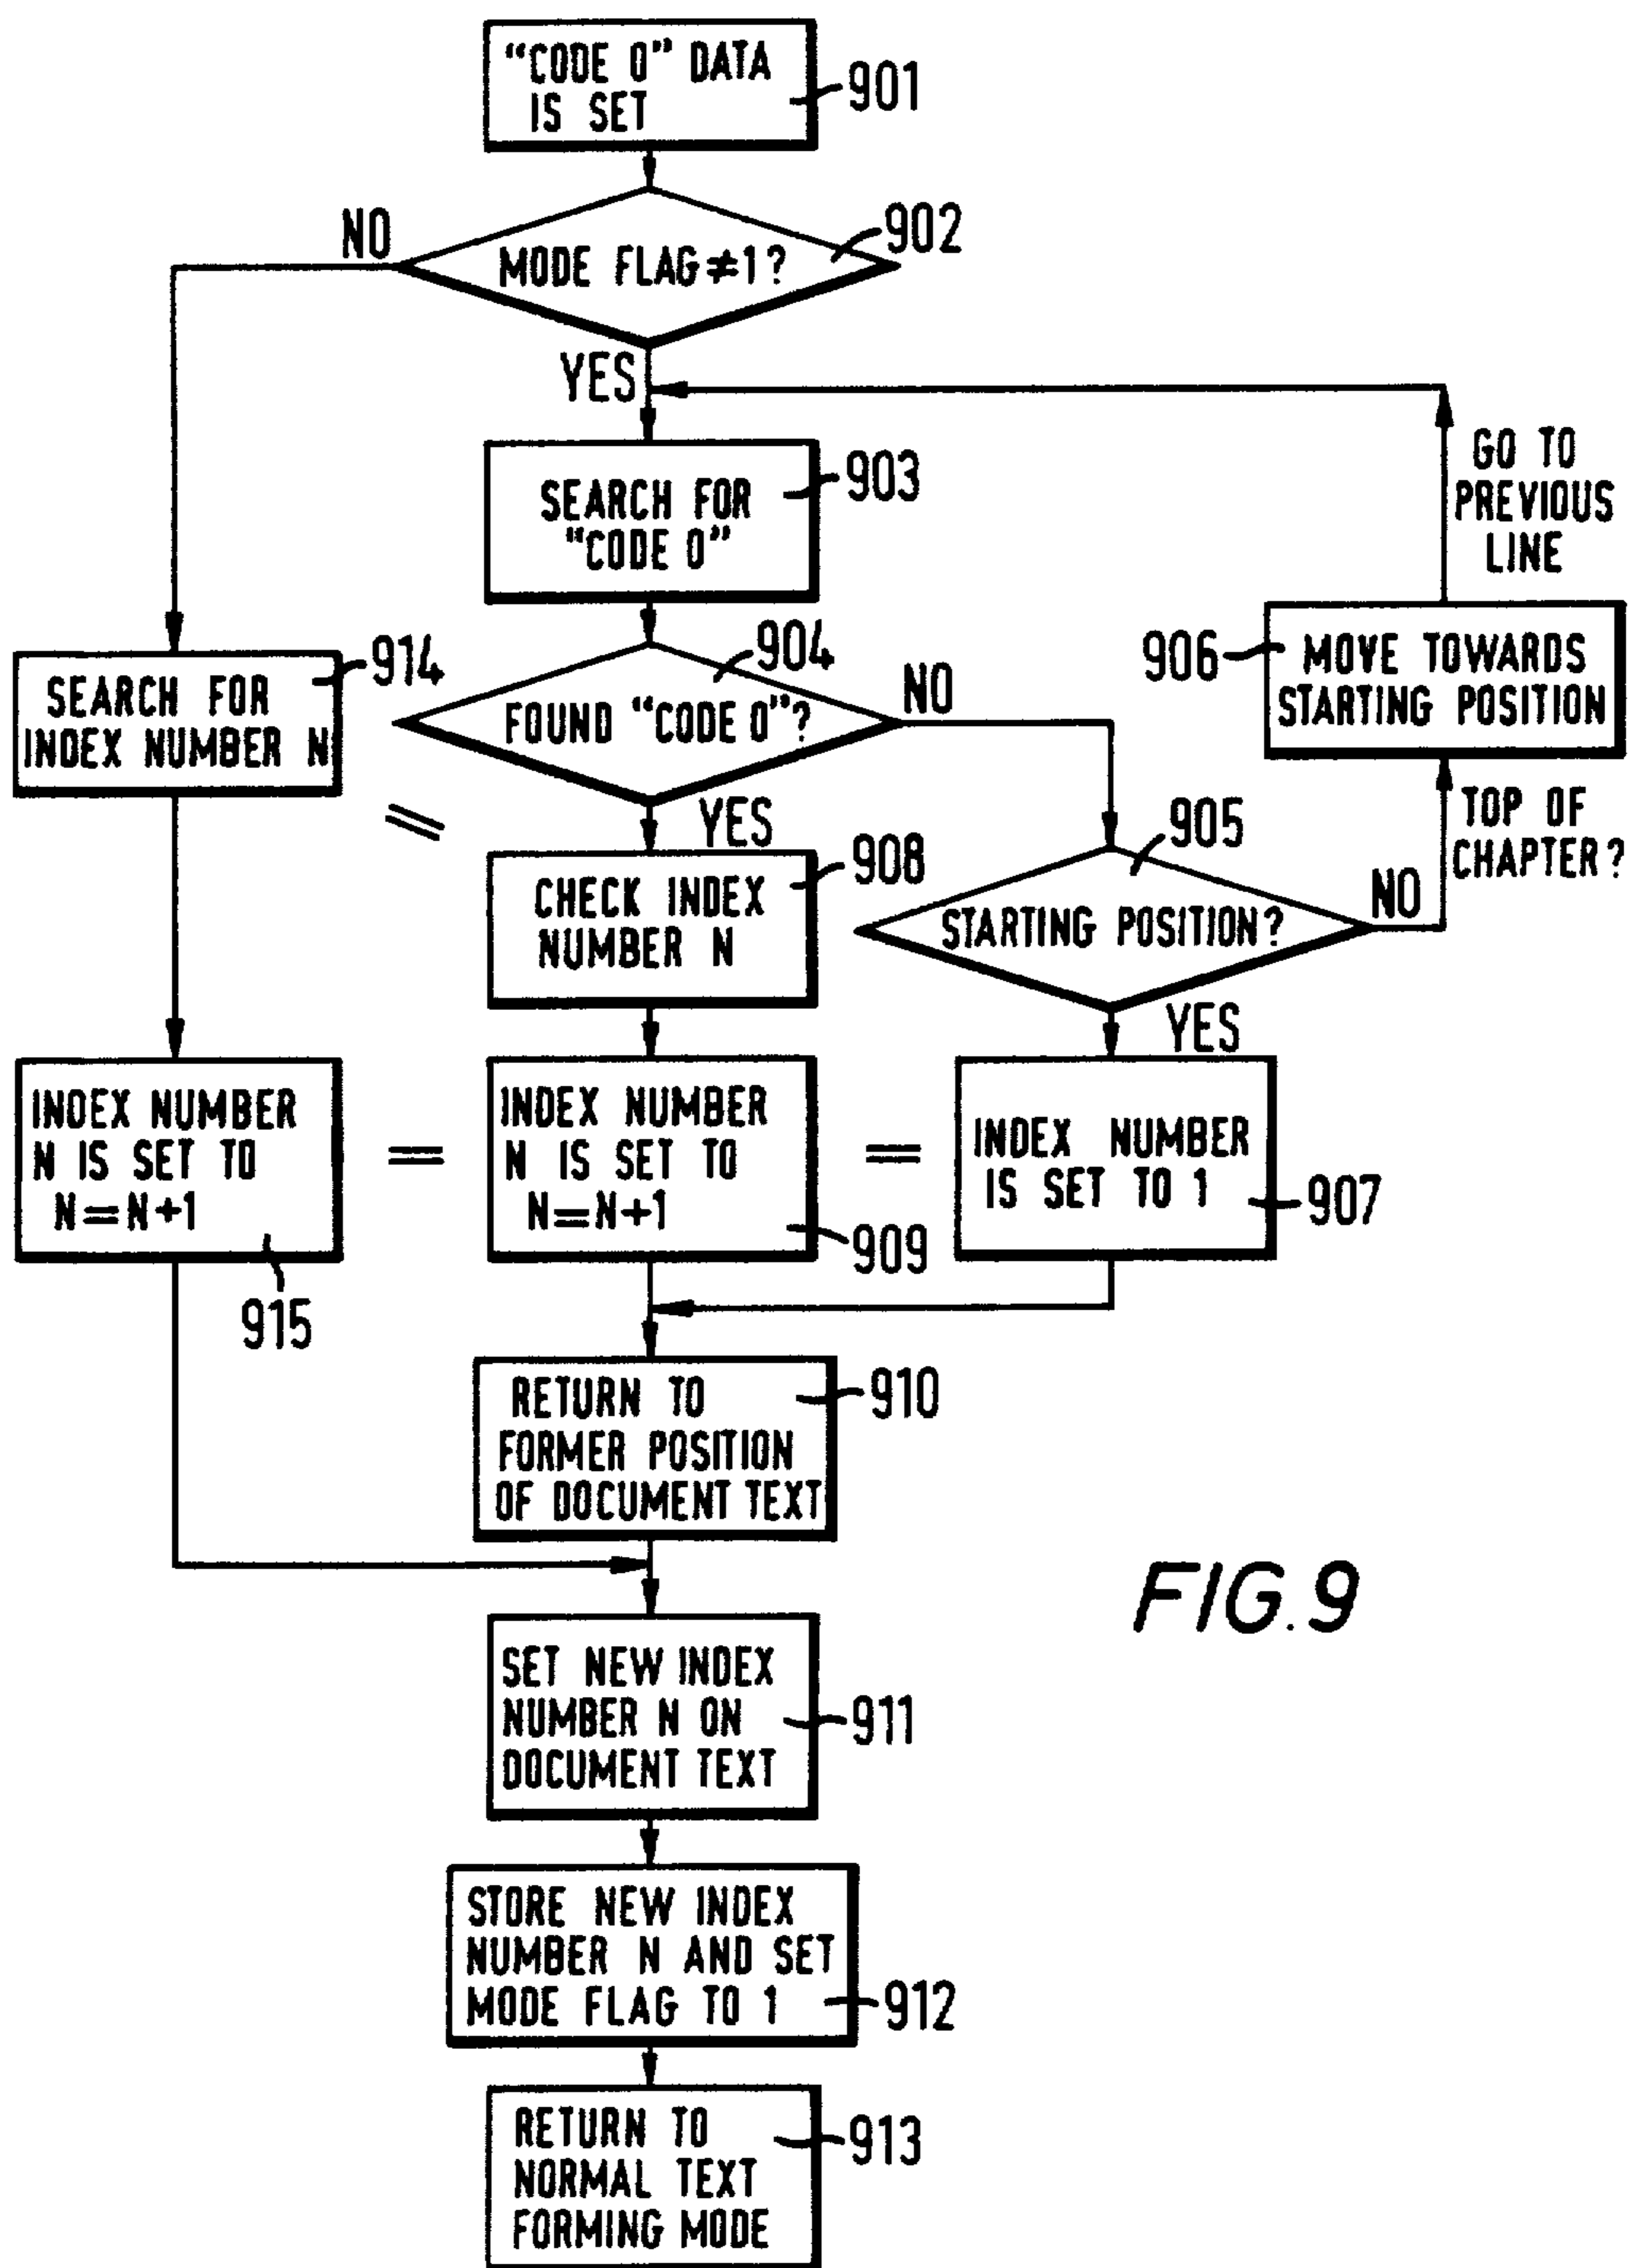 “CODE 0” DATA
IS SET
901
NO
MODE FLAG≠1?
902
YES
SEARCH FOR
“CODE 0”
903
GO TO
PREVIOUS
LINE
906
MOVE TOWARDS
STARTING POSITION
SEARCH FOR
INDEX NUMBER N
914
904
FOUND “CODE 0”?
NO
YES
TOP OF
CHAPTER?
905
STARTING POSITION?
NO
YES
=
CHECK INDEX
NUMBER N
908
INDEX NUMBER
N IS SET TO
N=N+1
915
=
INDEX NUMBER
N IS SET TO
N=N+1
909
=
INDEX NUMBER
IS SET TO 1
907
RETURN TO
FORMER POSITION
OF DOCUMENT TEXT
910
FIG.9
SET NEW INDEX
NUMBER N ON
DOCUMENT TEXT
911
STORE NEW INDEX
NUMBER N AND SET
MODE FLAG TO 1
912
RETURN TO
NORMAL TEXT
FORMING MODE
913